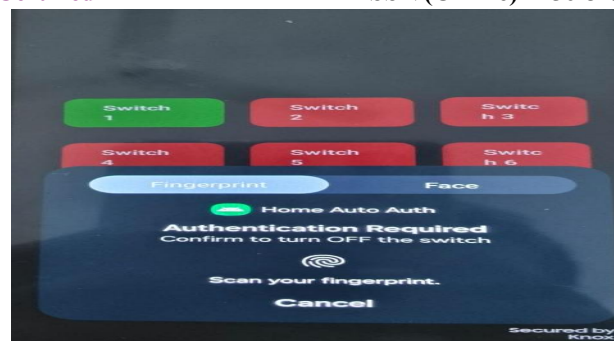 Switch
1
Switch
2
Switc
h 3
Switch
4
Switch
5
Switc
h 6
Fingerprint
Face
Home Auto Auth
Authentication Required
Confirm to turn OFF the switch
Scan your fingerprint.
Cancel
Secured by
Knox